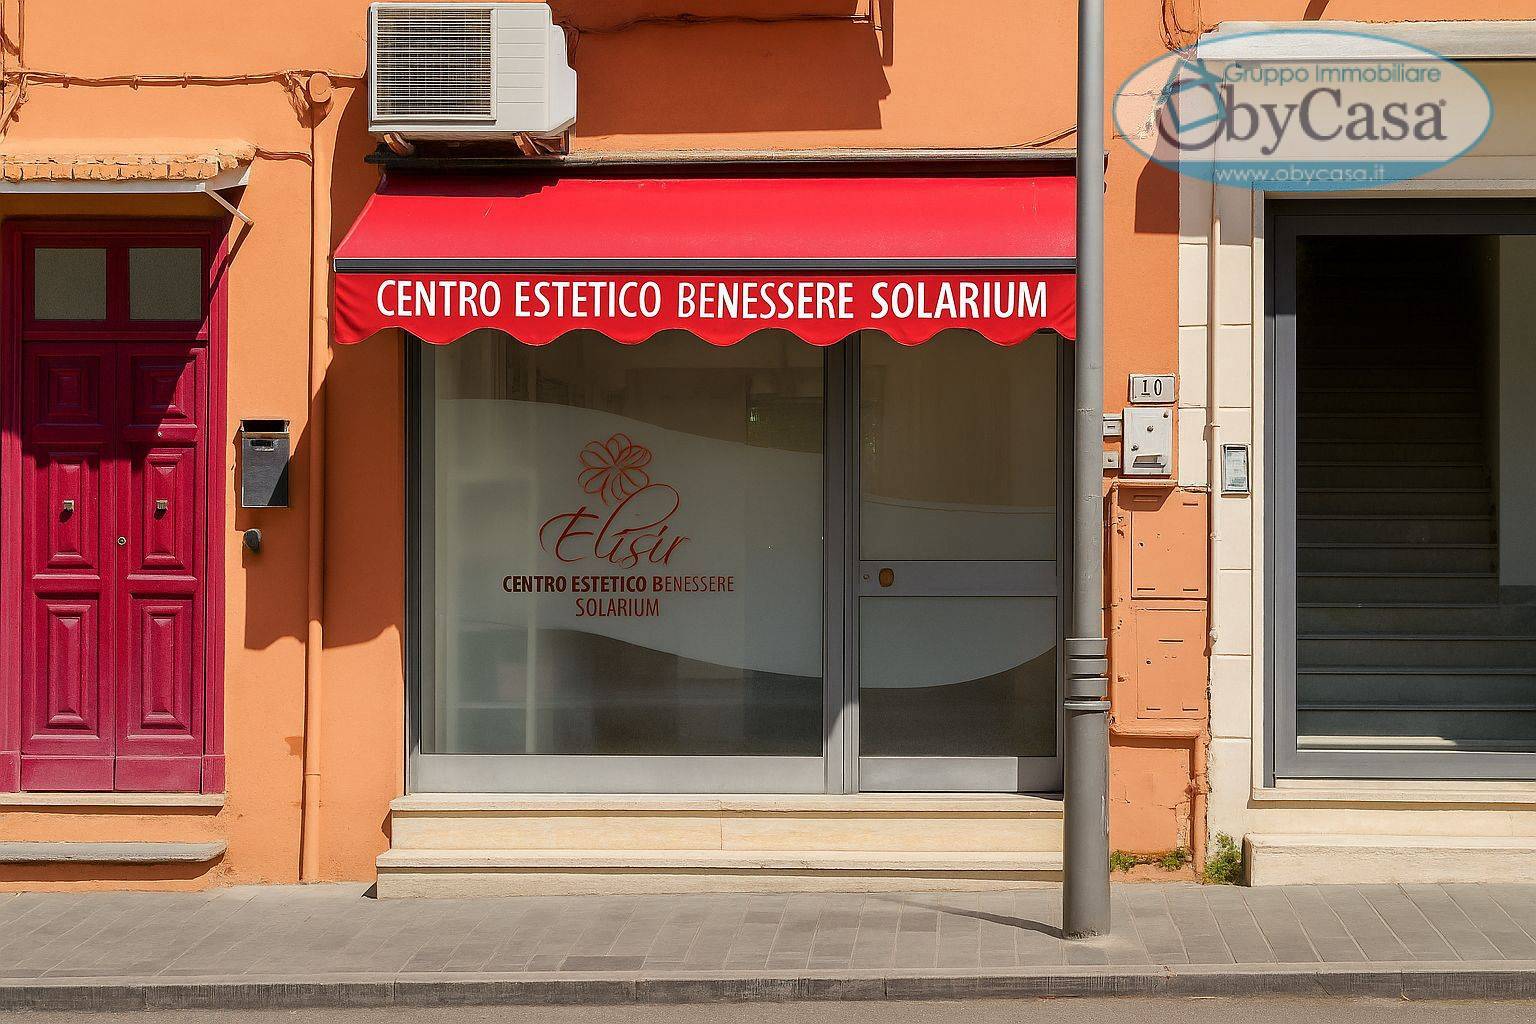 Gruppo Immobiliare
ObyCasa
www.obycasa.it
CENTRO ESTETICO BENESSERE SOLARIUM
10
Elisir
CENTRO ESTETICO BENESSERE
SOLARIUM